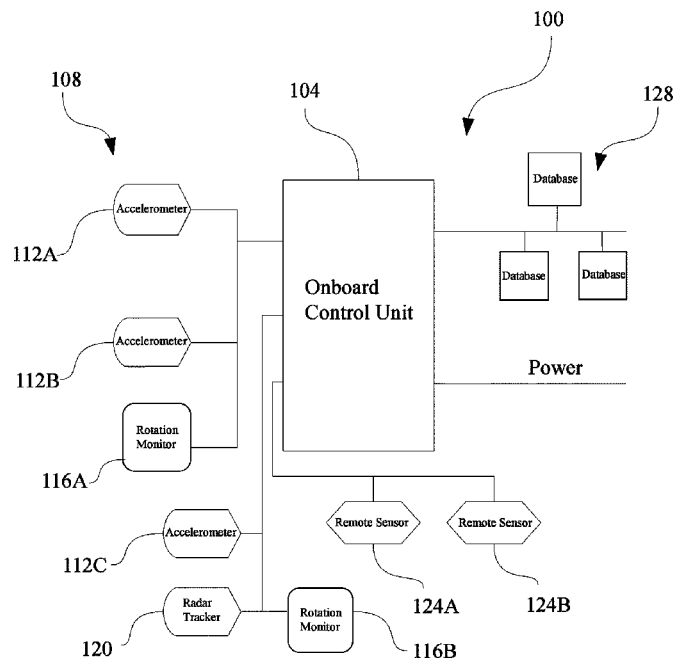 100
108
104
128
Database
Accelerometer
112A
Database
Database
Onboard
Control Unit
Accelerometer
112B
Power
Rotation
Monitor
116A
Accelerometer
112C
Remote Sensor
Remote Sensor
124A
124B
Radar
Tracker
120
Rotation
Monitor
116B